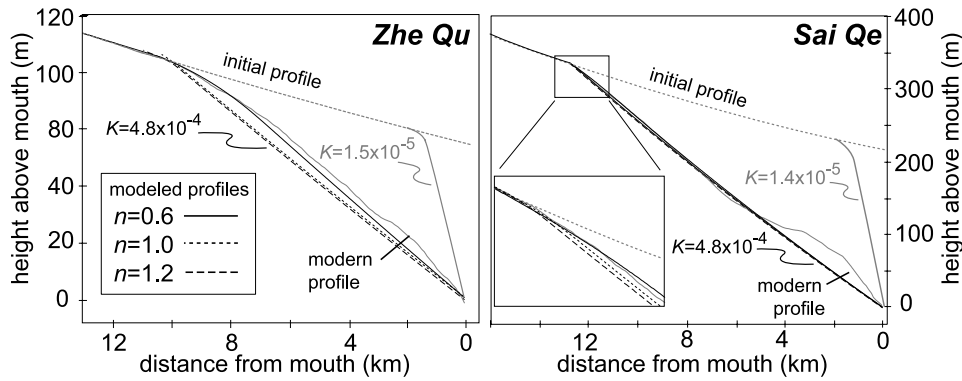 Zhe Qu
height above mouth (m)
120
100
80
60
40
20
0
initial profile
K=4.8x10-4
K=1.5x10-5
modeled profiles
n=0.6
n=1.0
n=1.2
modern
profile
12
8
4
0
distance from mouth (km)
Sai Qe
initial profile
K=1.4x10-5
K=4.8x10-4
modern
profile
12
8
4
0
distance from mouth (km)
400
300
200
100
0
height above mouth (m)